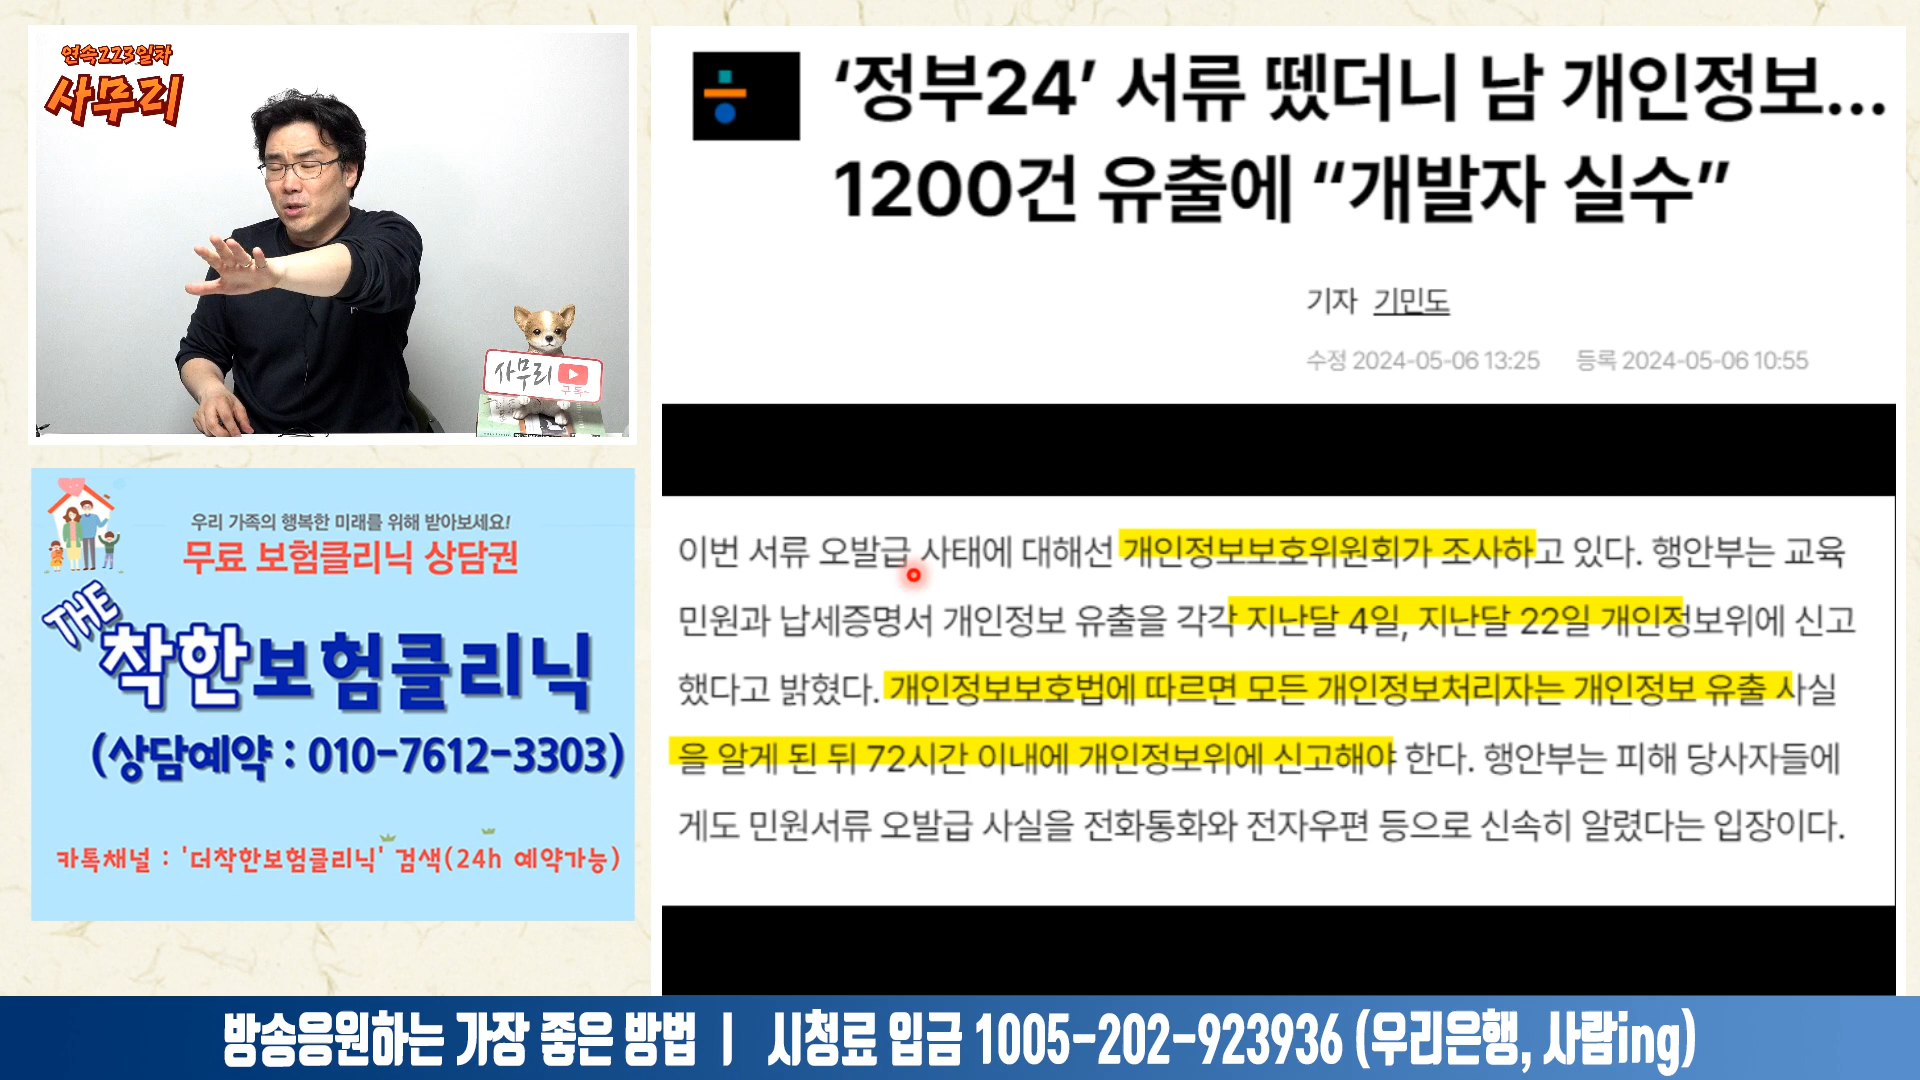 연속223일차
사무리
사무리
구독~
우리 가족의 행복한 미래를 위해 받아보세요!
무료 보험클리닉 상담권
THE
착한보험클리닉
(상담예약 : 010-7612-3303)
카톡채널 : '더착한보험클리닉' 검색(24h 예약가능)
‘정부24’ 서류 뗐더니 남 개인정보…
1200건 유출에 “개발자 실수”
기자 기민도
수정 2024-05-06 13:25 등록 2024-05-06 10:55
이번 서류 오발급 사태에 대해선 개인정보보호위원회가 조사하고 있다. 행안부는 교육
민원과 납세증명서 개인정보 유출을 각각 지난달 4일, 지난달 22일 개인정보위에 신고
했다고 밝혔다. 개인정보보호법에 따르면 모든 개인정보처리자는 개인정보 유출 사실
을 알게 된 뒤 72시간 이내에 개인정보위에 신고해야 한다. 행안부는 피해 당사자들에
게도 민원서류 오발급 사실을 전화통화와 전자우편 등으로 신속히 알렸다는 입장이다.
방송응원하는 가장 좋은 방법 | 시청료 입금 1005-202-923936 (우리은행, 사람ing)